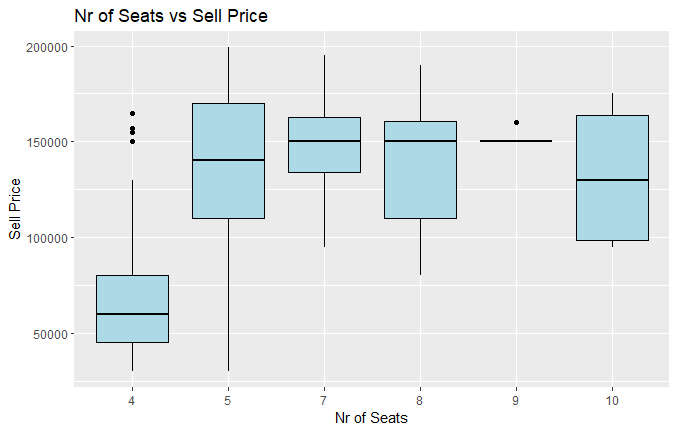 Nr of Seats vs Sell Price
200000
150000
100000
50000
Sell Price
4 5 7 8 9 10
Nr of Seats